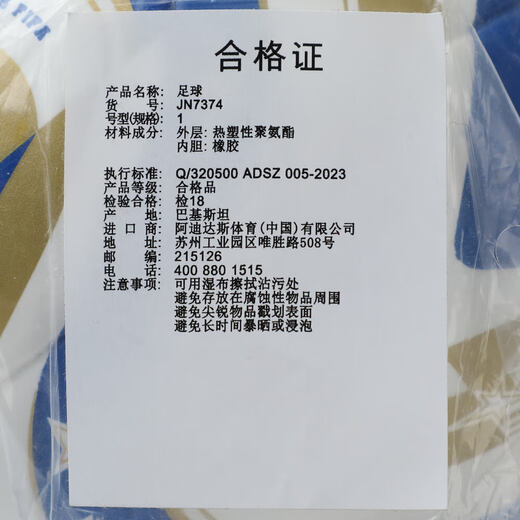 FIFA
合格证
产品名称: 足球
货 号: JN7374
号型(规格): 1
材料成分: 外层: 热塑性聚氨酯
内胆: 橡胶
执行标准: Q/320500 ADSZ 005-2023
产品等级: 合格品
检验合格: 检18
产 地: 巴基斯坦
进 口 商: 阿迪达斯体育(中国)有限公司
地 址: 苏州工业园区唯胜路508号
邮 编: 215126
电 话: 400 880 1515
注意事项: 可用湿布擦拭沾污处
避免存放在腐蚀性物品周围
避免尖锐物品戳划表面
避免长时间暴晒或浸泡